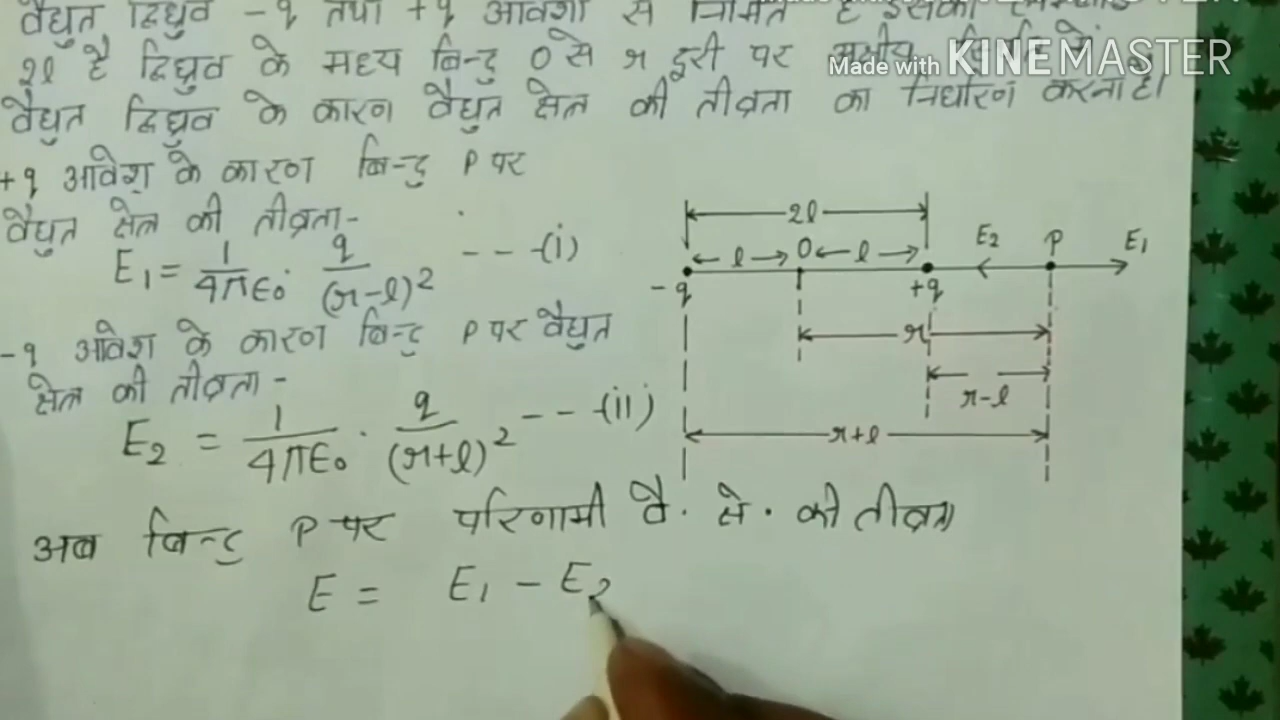 वैद्युत द्विध्रुव -q तथा +q आवेशों से निर्मित है इसकी
2l है द्विध्रुव के मध्य बिन्दु O से r दूरी पर
Made with KINEMASTER
वैद्युत द्विध्रुव के कारण वैद्युत क्षेत्र की तीव्रता का निर्धारण करना है।
+q आवेश के कारण बिन्दु P पर
वैद्युत क्षेत्र की तीव्रता-
E₁ = 1/4πε₀ · q/(r-l)² --- (i)
-q आवेश के कारण बिन्दु P पर वैद्युत
क्षेत्र की तीव्रता-
E₂ = 1/4πε₀ · q/(r+l)² --- (ii)
अब बिन्दु P पर परिणामी वै. क्षे. की तीव्रता
E = E₁ - E₂
2l
l O l E₂ P E₁
-q +q
r
r-l
r+l